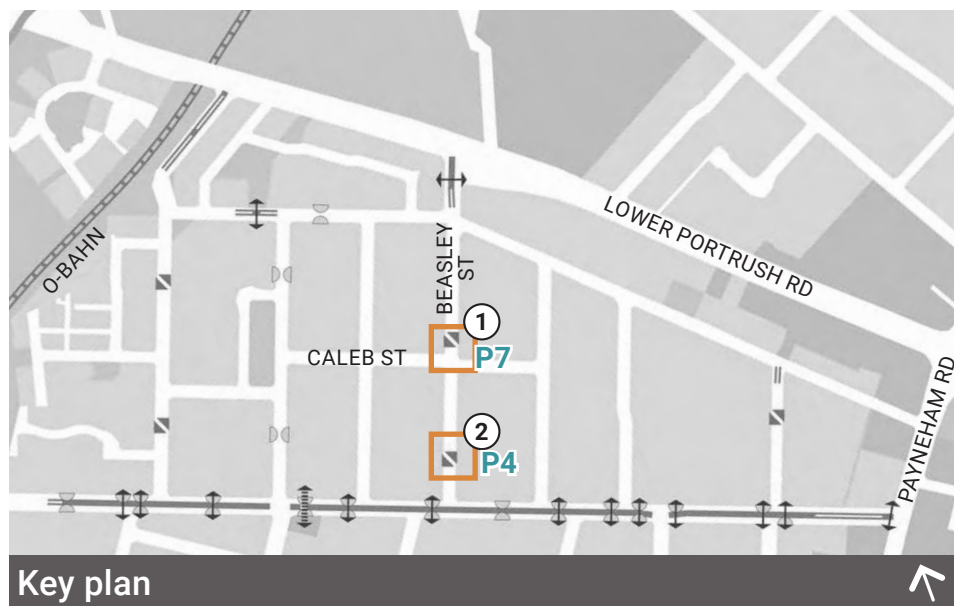 LOWER PORTRUSH RD
O-BAHN
BEASLEY
ST
1
CALEB ST
P7
PAYNEHAM RD
2
P4
Key plan